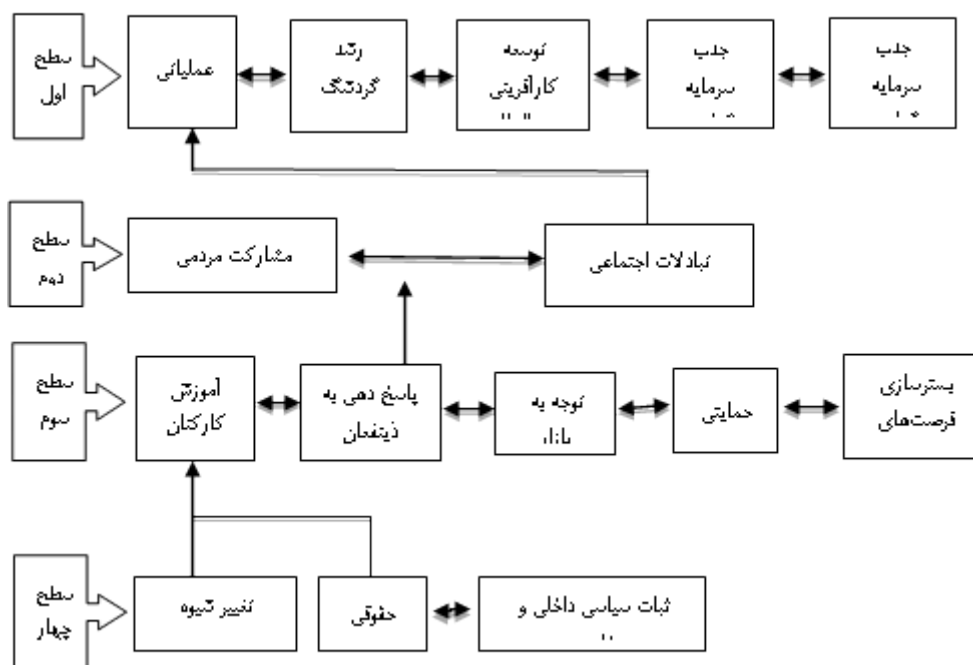 سطح
اول
عملیاتی
رشد
گردشگ
توسعه
کارآفرینی
جذب
سرمایه
جذب
سرمایه
سطح
دوم
مشارکت مردمی
تبادلات اجتماعی
سطح
سوم
آموزش
کارکنان
پاسخ دهی به
ذینفعان
توجه به
بازار
حمایتی
بسترسازی
فرصت‌های
سطح
چهار
تغییر شیوه
حقوقی
ثبات سیاسی داخلی و